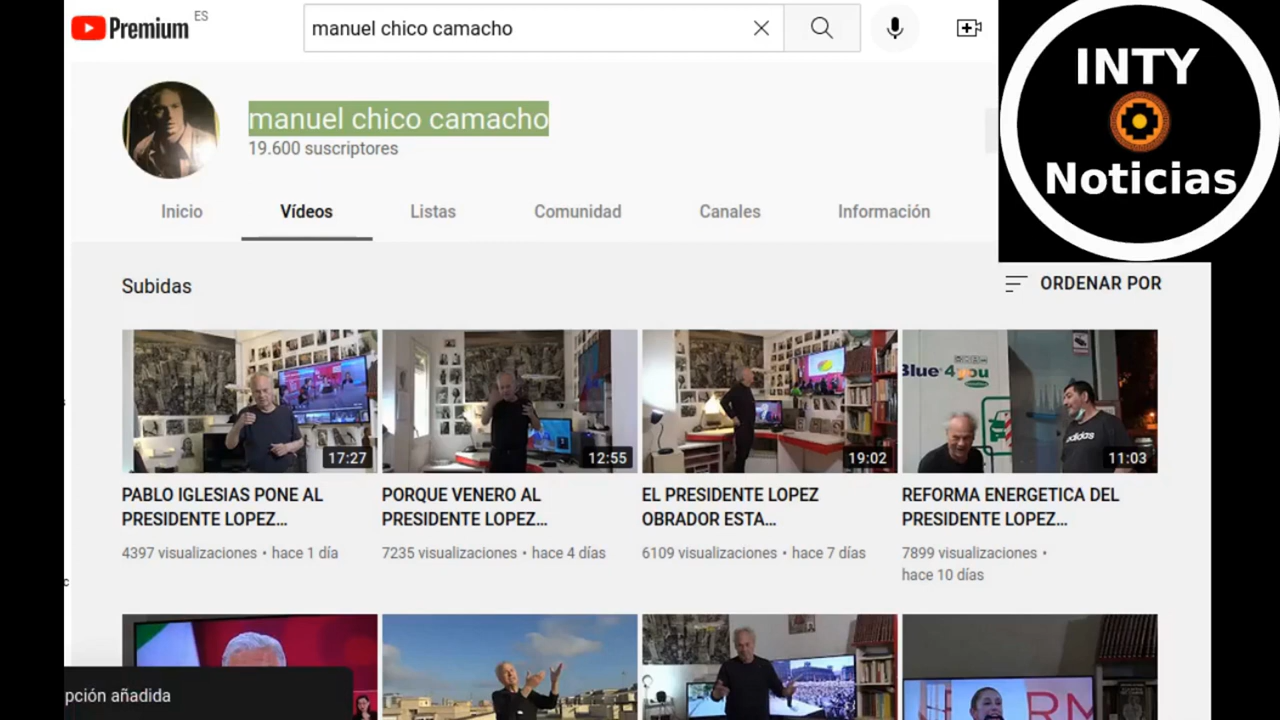 Premium
ES
manuel chico camacho
INTY
Noticias
manuel chico camacho
19.600 suscriptores
Inicio
Vídeos
Listas
Comunidad
Canales
Información
Subidas
ORDENAR POR
17:27
12:55
19:02
Blue 4you
adidas
11:03
PABLO IGLESIAS PONE AL
PRESIDENTE LOPEZ...
4397 visualizaciones • hace 1 día
PORQUE VENERO AL
PRESIDENTE LOPEZ...
7235 visualizaciones • hace 4 días
EL PRESIDENTE LOPEZ
OBRADOR ESTA...
6109 visualizaciones • hace 7 días
REFORMA ENERGETICA DEL
PRESIDENTE LOPEZ...
7899 visualizaciones •
hace 10 días
pción añadida